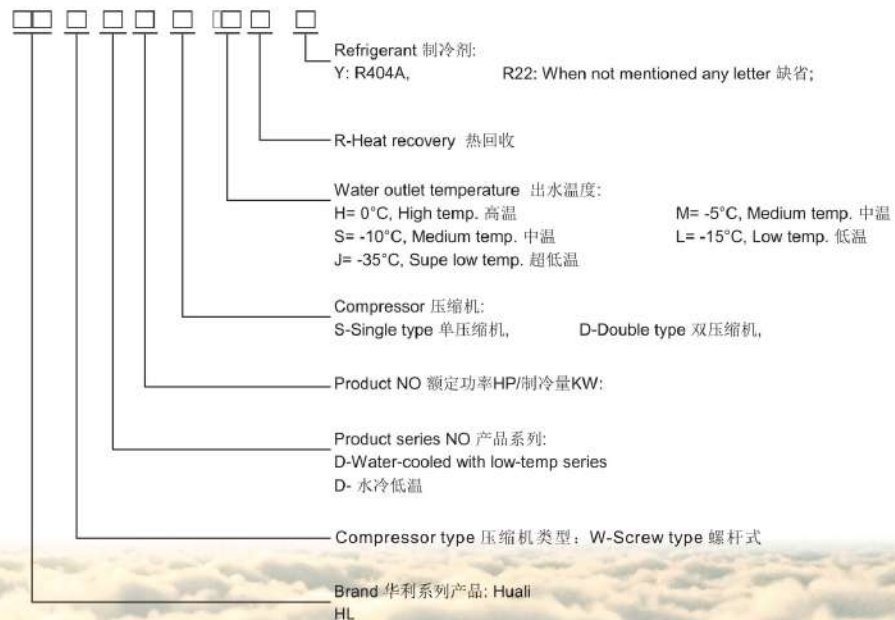 Refrigerant 制冷剂:
Y: R404A, R22: When not mentioned any letter 缺省;
R-Heat recovery 热回收
Water outlet temperature 出水温度:
H= 0°C, High temp. 高温 M= -5°C, Medium temp. 中温
S= -10°C, Medium temp. 中温 L= -15°C, Low temp. 低温
J= -35°C, Supe low temp. 超低温
Compressor 压缩机:
S-Single type 单压缩机, D-Double type 双压缩机,
Product NO 额定功率HP/制冷量KW:
Product series NO 产品系列:
D-Water-cooled with low-temp series
D- 水冷低温
Compressor type 压缩机类型：W-Screw type 螺杆式
Brand 华利系列产品: Huali
HL